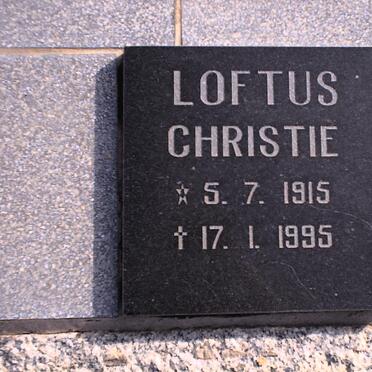 LOFTUS
CHRISTIE
☆ 5. 7. 1915
✝ 17. 1. 1995